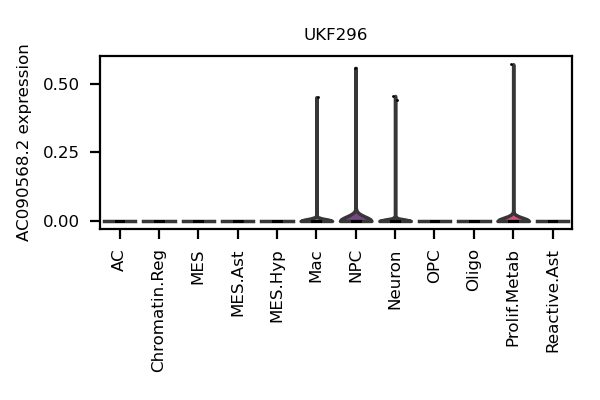 UKF296
AC090568.2 expression
0.50
0.25
0.00
AC
Chromatin.Reg
MES
MES.Ast
MES.Hyp
Mac
NPC
Neuron
OPC
Oligo
Prolif.Metab
Reactive.Ast